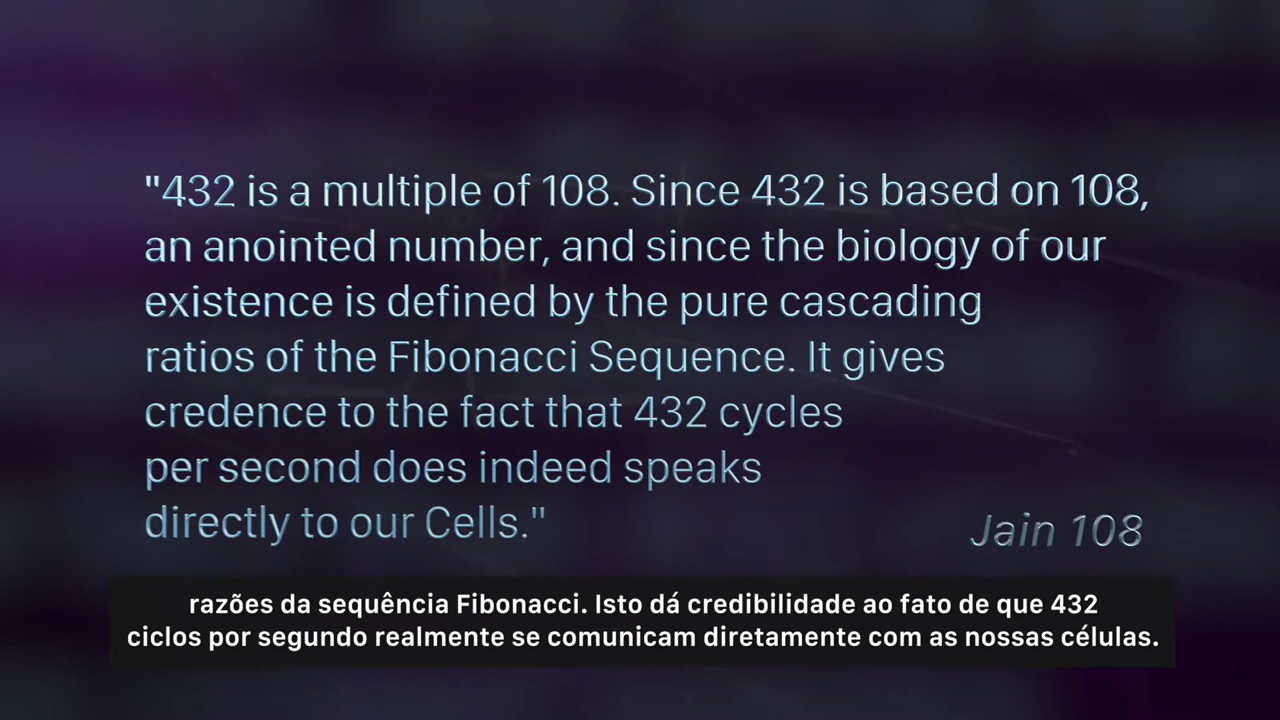 "432 is a multiple of 108. Since 432 is based on 108,
an anointed number, and since the biology of our
existence is defined by the pure cascading
ratios of the Fibonacci Sequence. It gives
credence to the fact that 432 cycles
per second does indeed speaks
directly to our Cells."
Jain 108
razões da sequência Fibonacci. Isto dá credibilidade ao fato de que 432
ciclos por segundo realmente se comunicam diretamente com as nossas células.